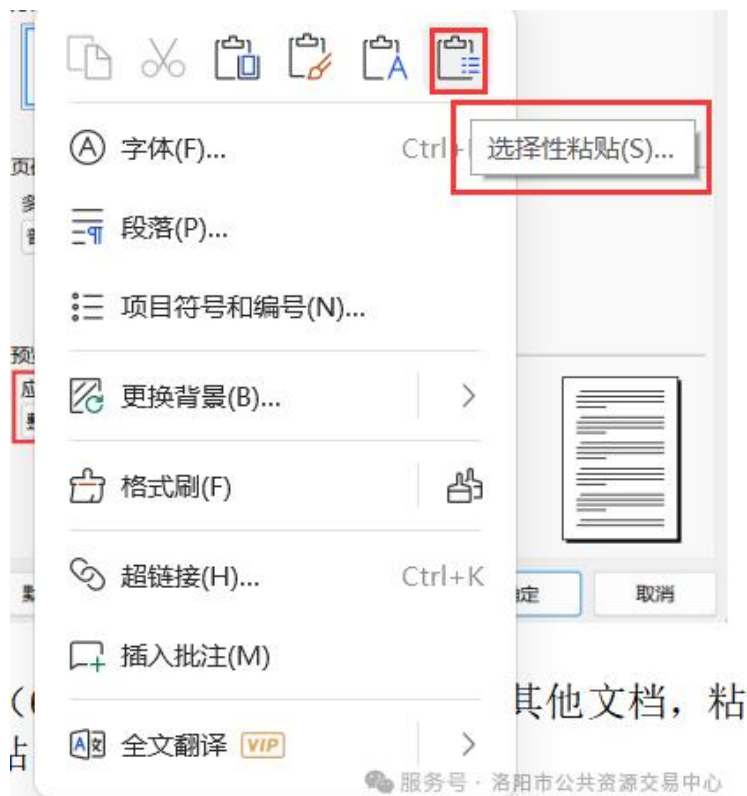 字体(F)...
选择性粘贴(S)...
段落(P)...
项目符号和编号(N)...
更换背景(B)...
格式刷(F)
超链接(H)... Ctrl+K
取消
插入批注(M)
其他文档，粘
全文翻译 VIP
服务号 · 洛阳市公共资源交易中心